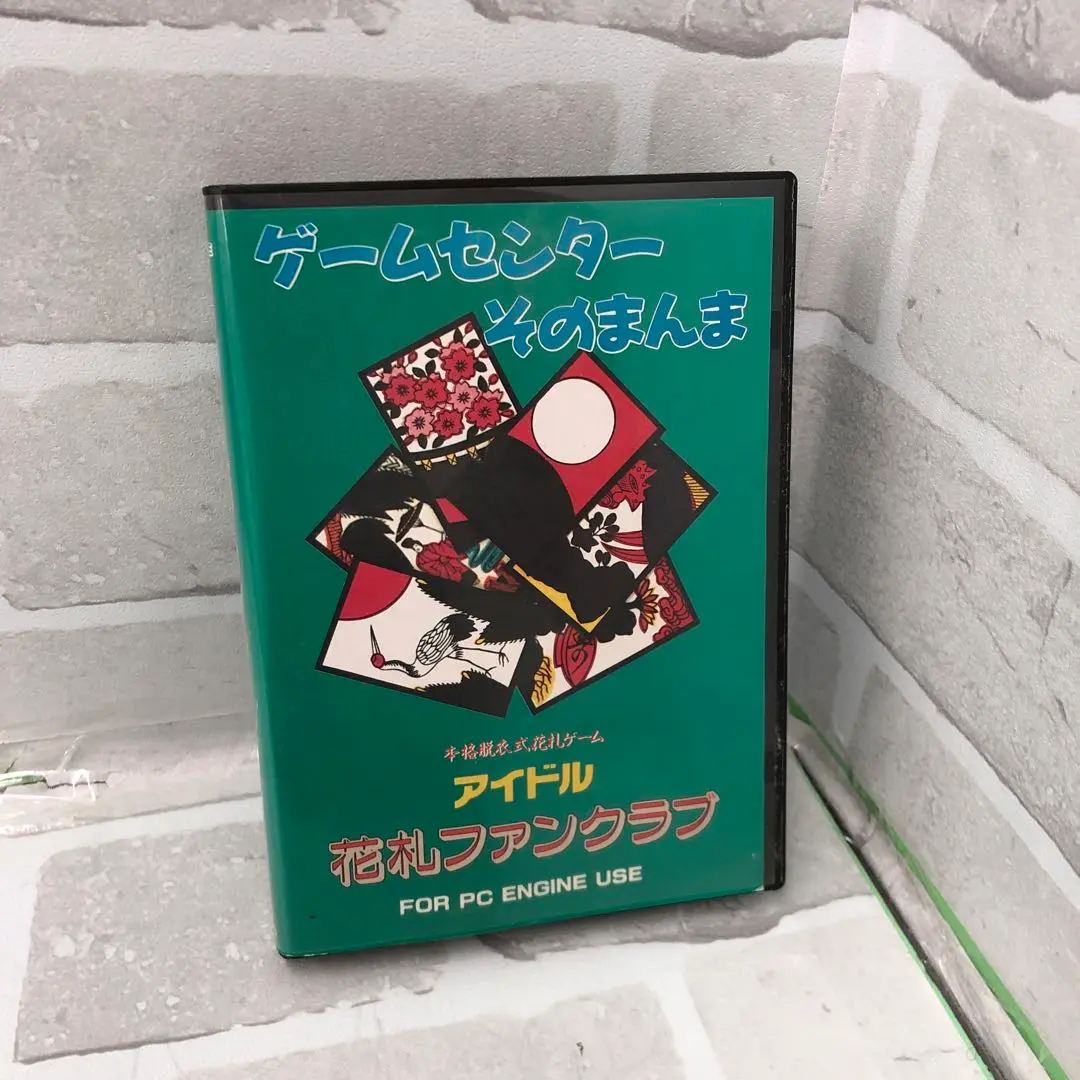 ゲームセンター
そのまんま
本格脱衣式花札ゲーム
アイドル
花札ファンクラブ
FOR PC ENGINE USE